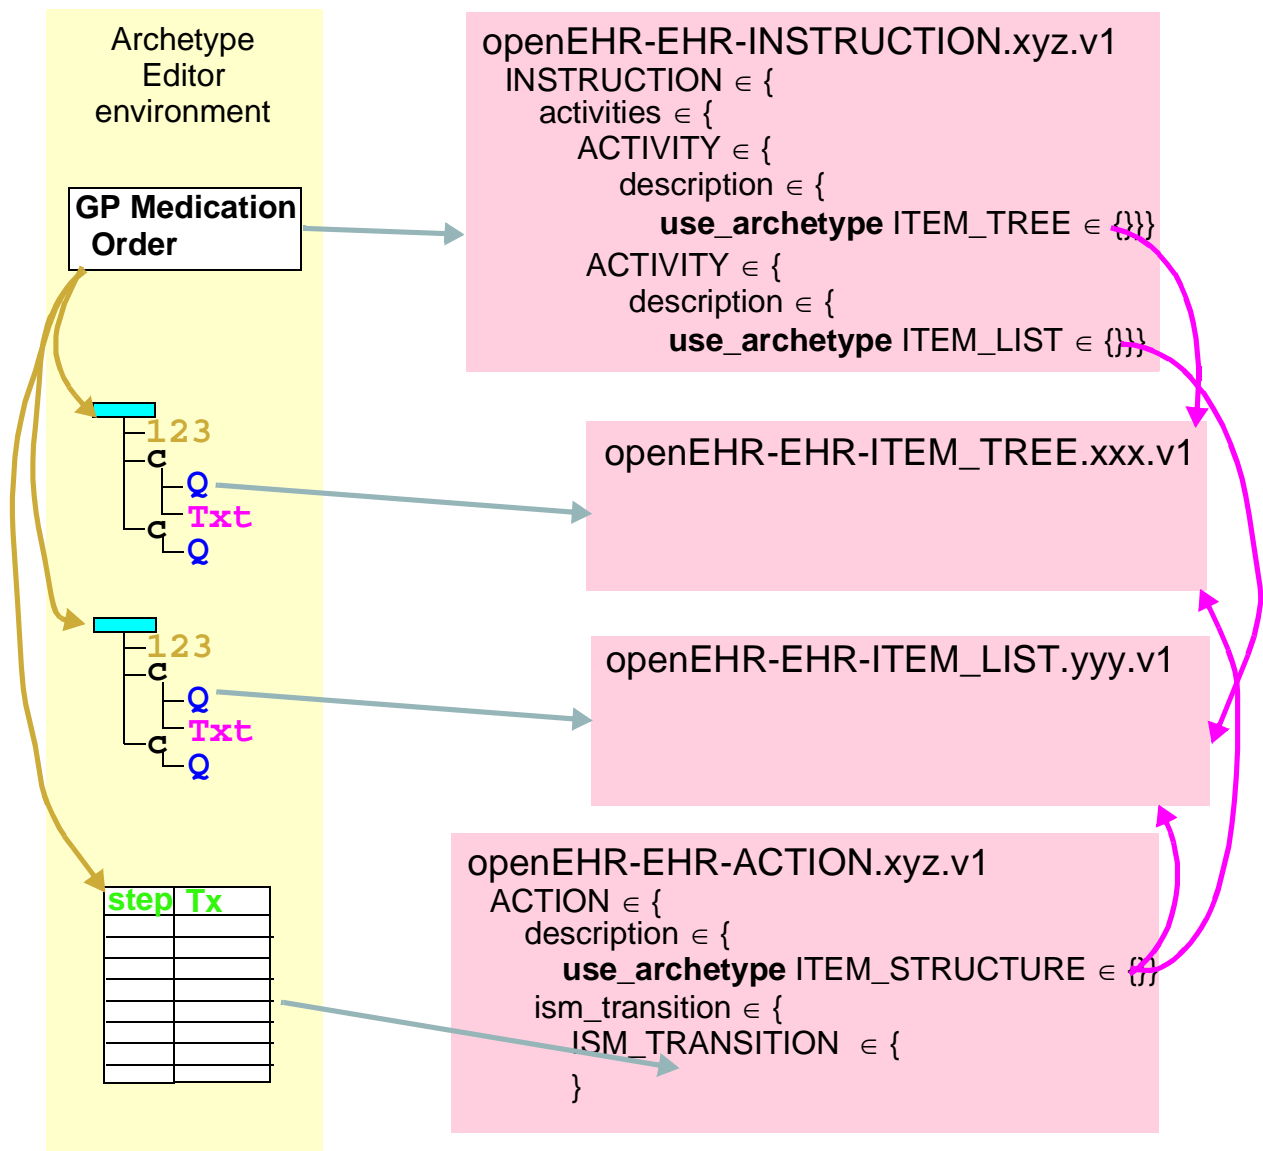 Archetype
Editor
environment
GP Medication
Order
123
C
Q
Txt
C
Q
123
C
Q
Txt
C
Q
step Tx
openEHR-EHR-INSTRUCTION.xyz.v1
INSTRUCTION ∈ {
activities ∈ {
ACTIVITY ∈ {
description ∈ {
use_archetype ITEM_TREE ∈ {}}}
ACTIVITY ∈ {
description ∈ {
use_archetype ITEM_LIST ∈ {}}}
openEHR-EHR-ITEM_TREE.xxx.v1
openEHR-EHR-ITEM_LIST.yyy.v1
openEHR-EHR-ACTION.xyz.v1
ACTION ∈ {
description ∈ {
use_archetype ITEM_STRUCTURE ∈ {}}
ism_transition ∈ {
ISM_TRANSITION ∈ {
}